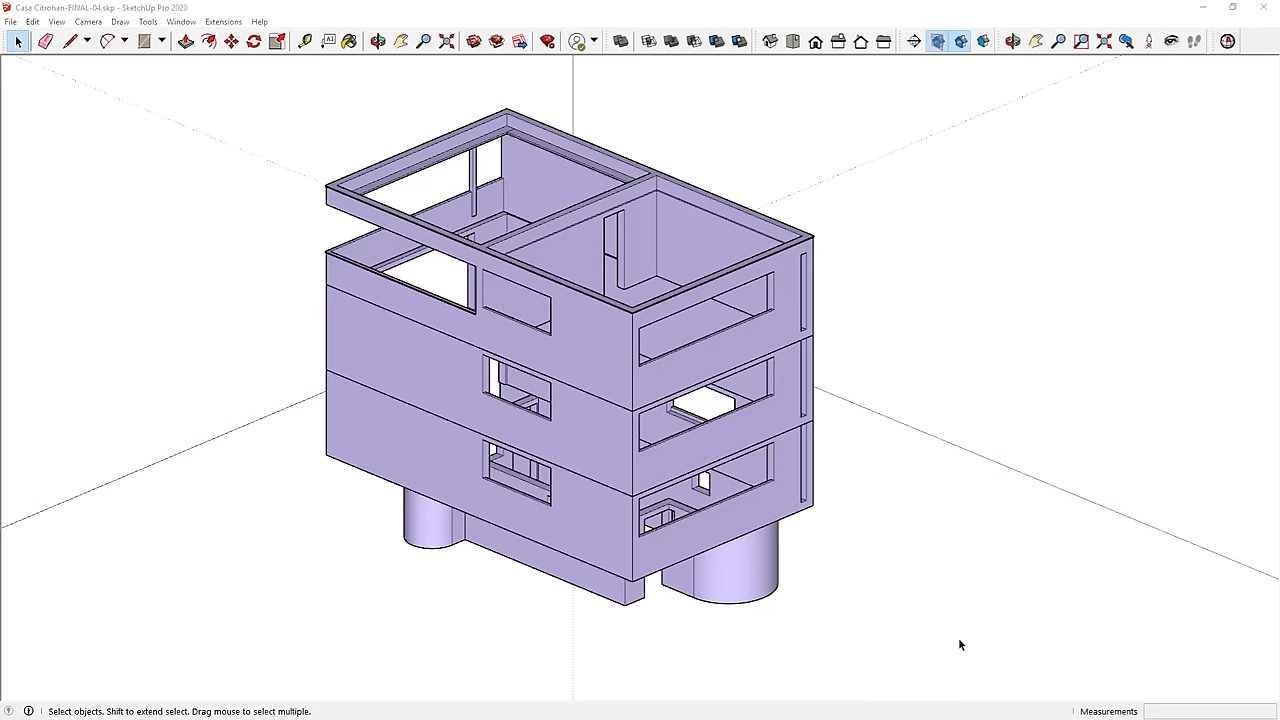 Casa Citrohan-FINAL-04.skp - SketchUp Pro 2020
File Edit View Camera Draw Tools Window Extensions Help
Select objects. Shift to extend select. Drag mouse to select multiple. Measurements